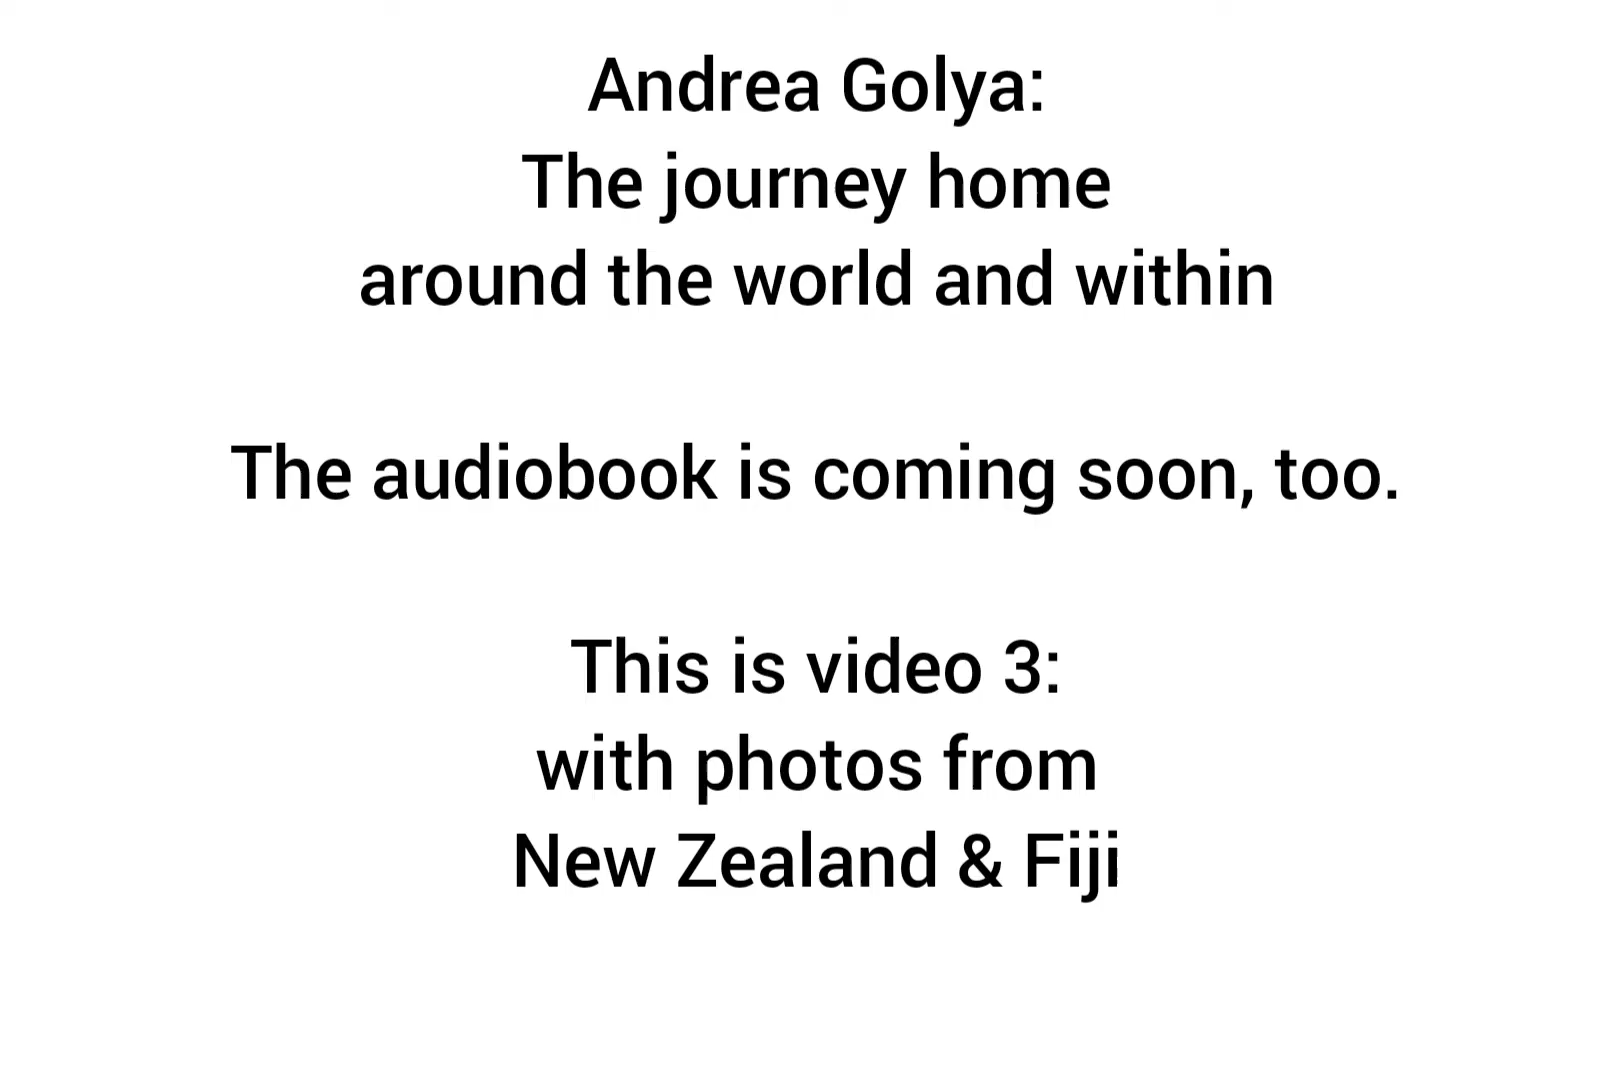 Andrea Golya:
The journey home
around the world and within
The audiobook is coming soon, too.
This is video 3:
with photos from
New Zealand & Fiji